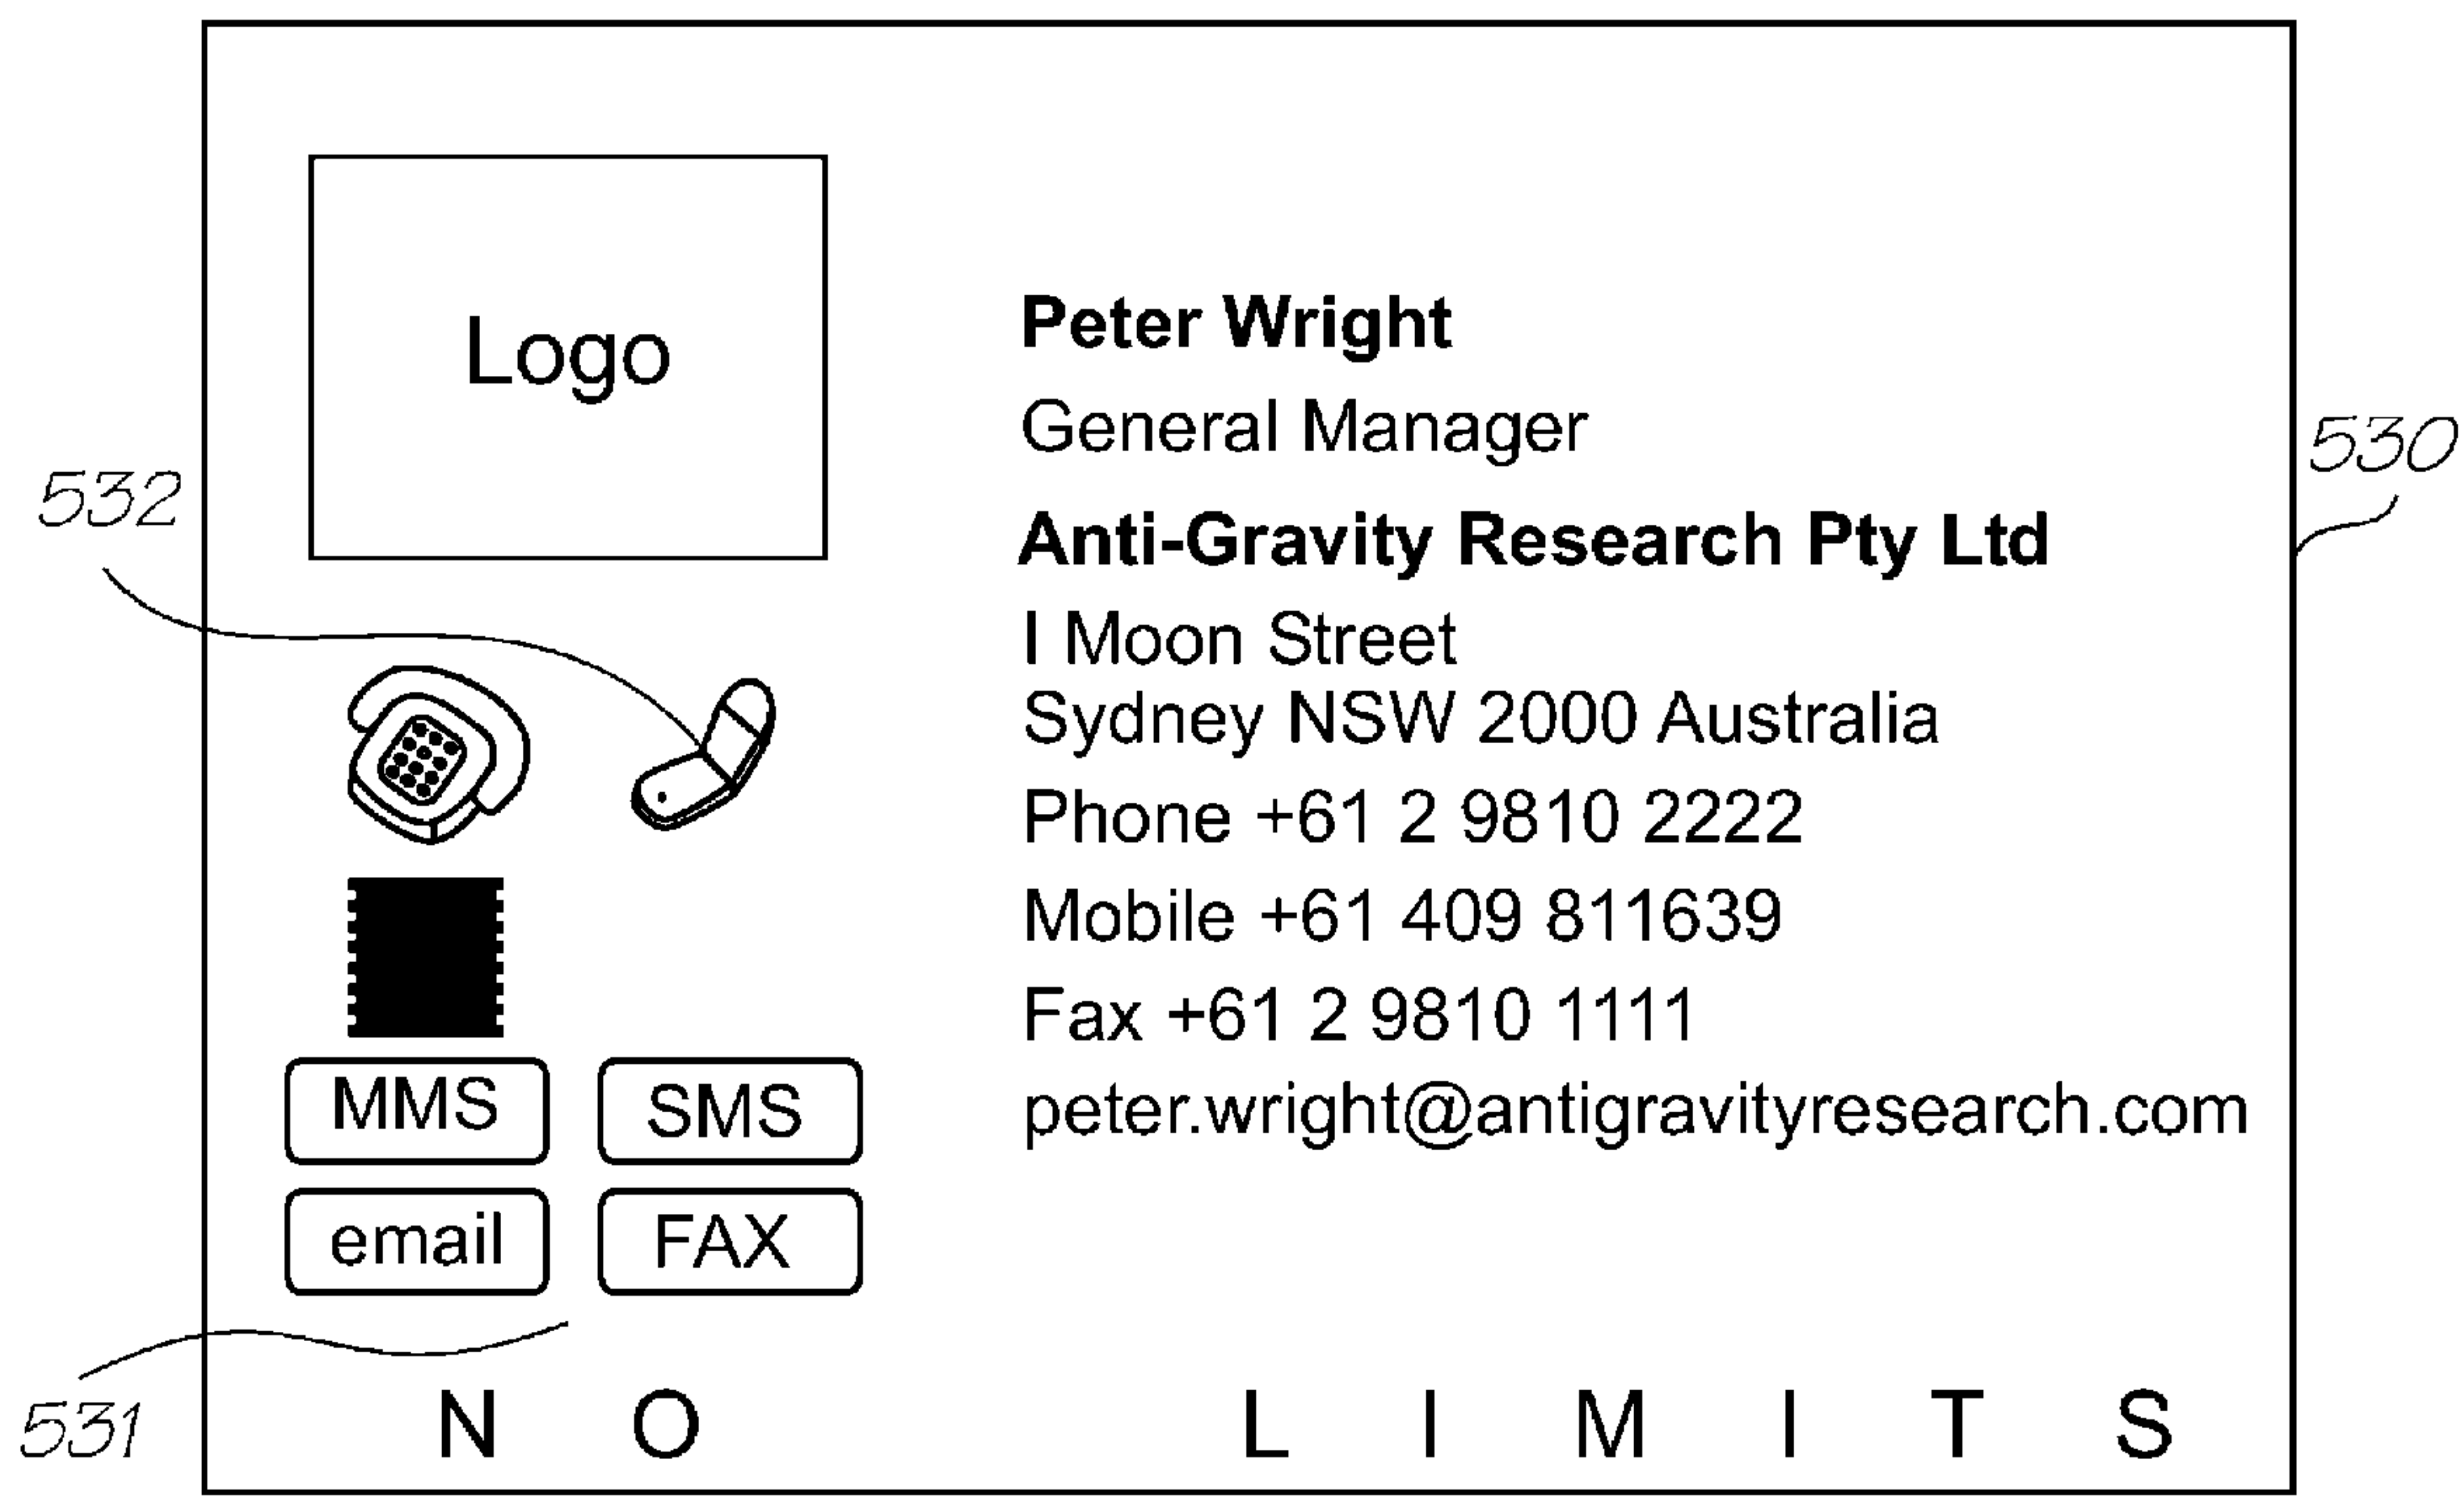 Logo
Peter Wright
General Manager
530
532
Anti-Gravity Research Pty Ltd
I Moon Street
Sydney NSW 2000 Australia
Phone +61 2 9810 2222
Mobile +61 409 811639
Fax +61 2 9810 1111
peter.wright@antigravityresearch.com
MMS SMS
email FAX
531
NO LIMITS